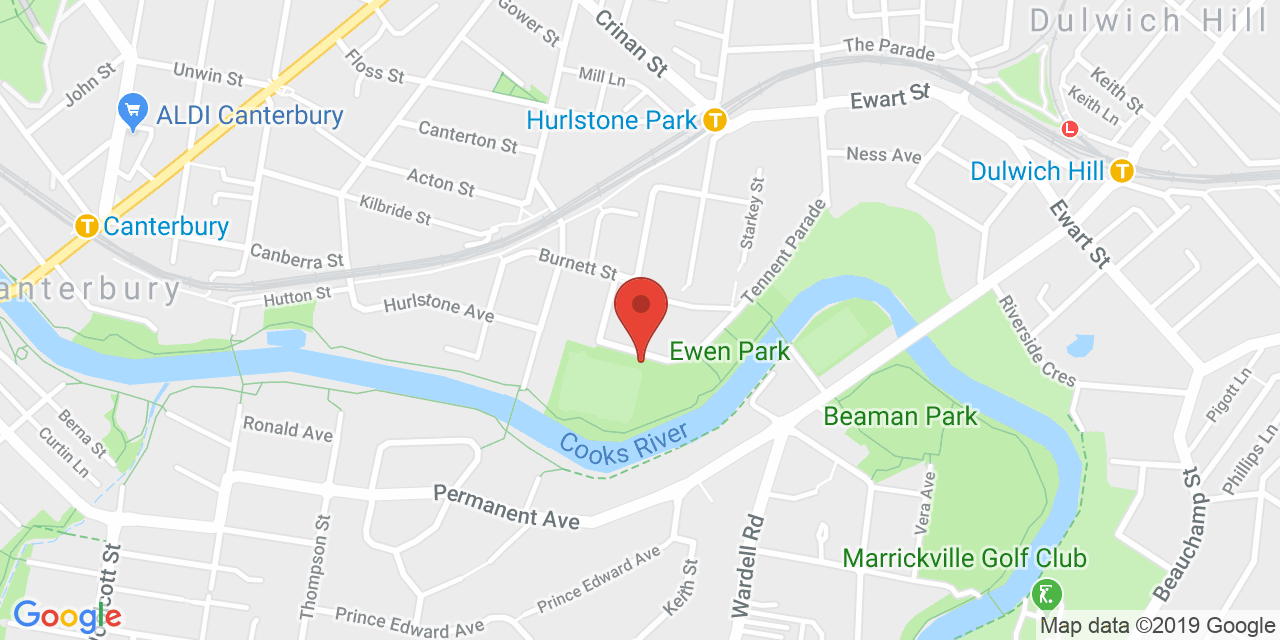 Dulwich Hill
Gower St
Crinan St
The Parade
Floss St
Mill Ln
Unwin St
John St
Keith St
Keith Ln
Ewart St
ALDI Canterbury
Hurlstone Park
T
L
Canterton St
Ness Ave
Dulwich Hill
T
Acton St
Kilbride St
Starkey St
T
Canterbury
Ewart St
Tennent Parade
Canberra St
Burnett St
anterbury
Hutton St
Hurlstone Ave
Riverside Cres
Ewen Park
Pigott Ln
Beaman Park
Berna St
Curtin Ln
Ronald Ave
Cooks River
Phillips Ln
Permanent Ave
Vera Ave
Beauchamp St
Thompson St
Wardell Rd
Marrickville Golf Club
Prince Edward Ave
Keith St
cott St
Prince Edward Ave
Google
Map data ©2019 Google